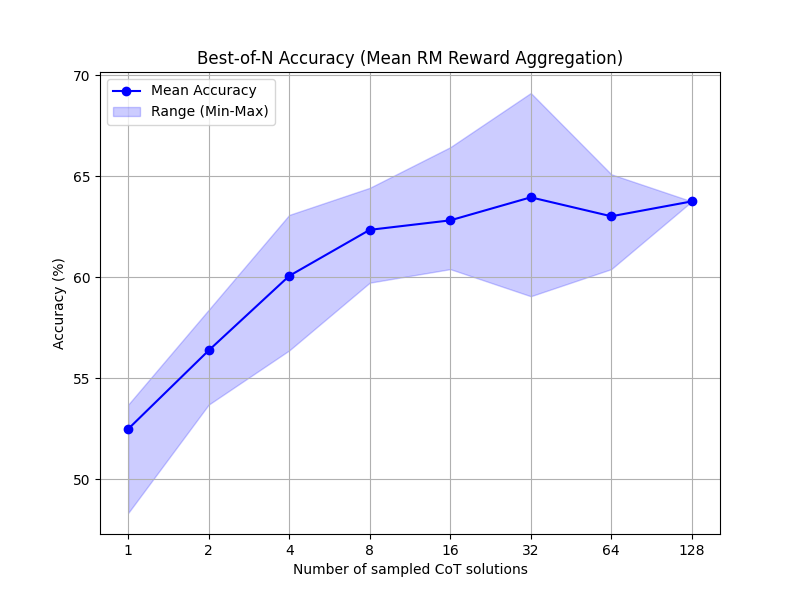 Best-of-N Accuracy (Mean RM Reward Aggregation)
Mean Accuracy
Range (Min-Max)
Accuracy (%)
70
65
60
55
50
1 2 4 8 16 32 64 128
Number of sampled CoT solutions